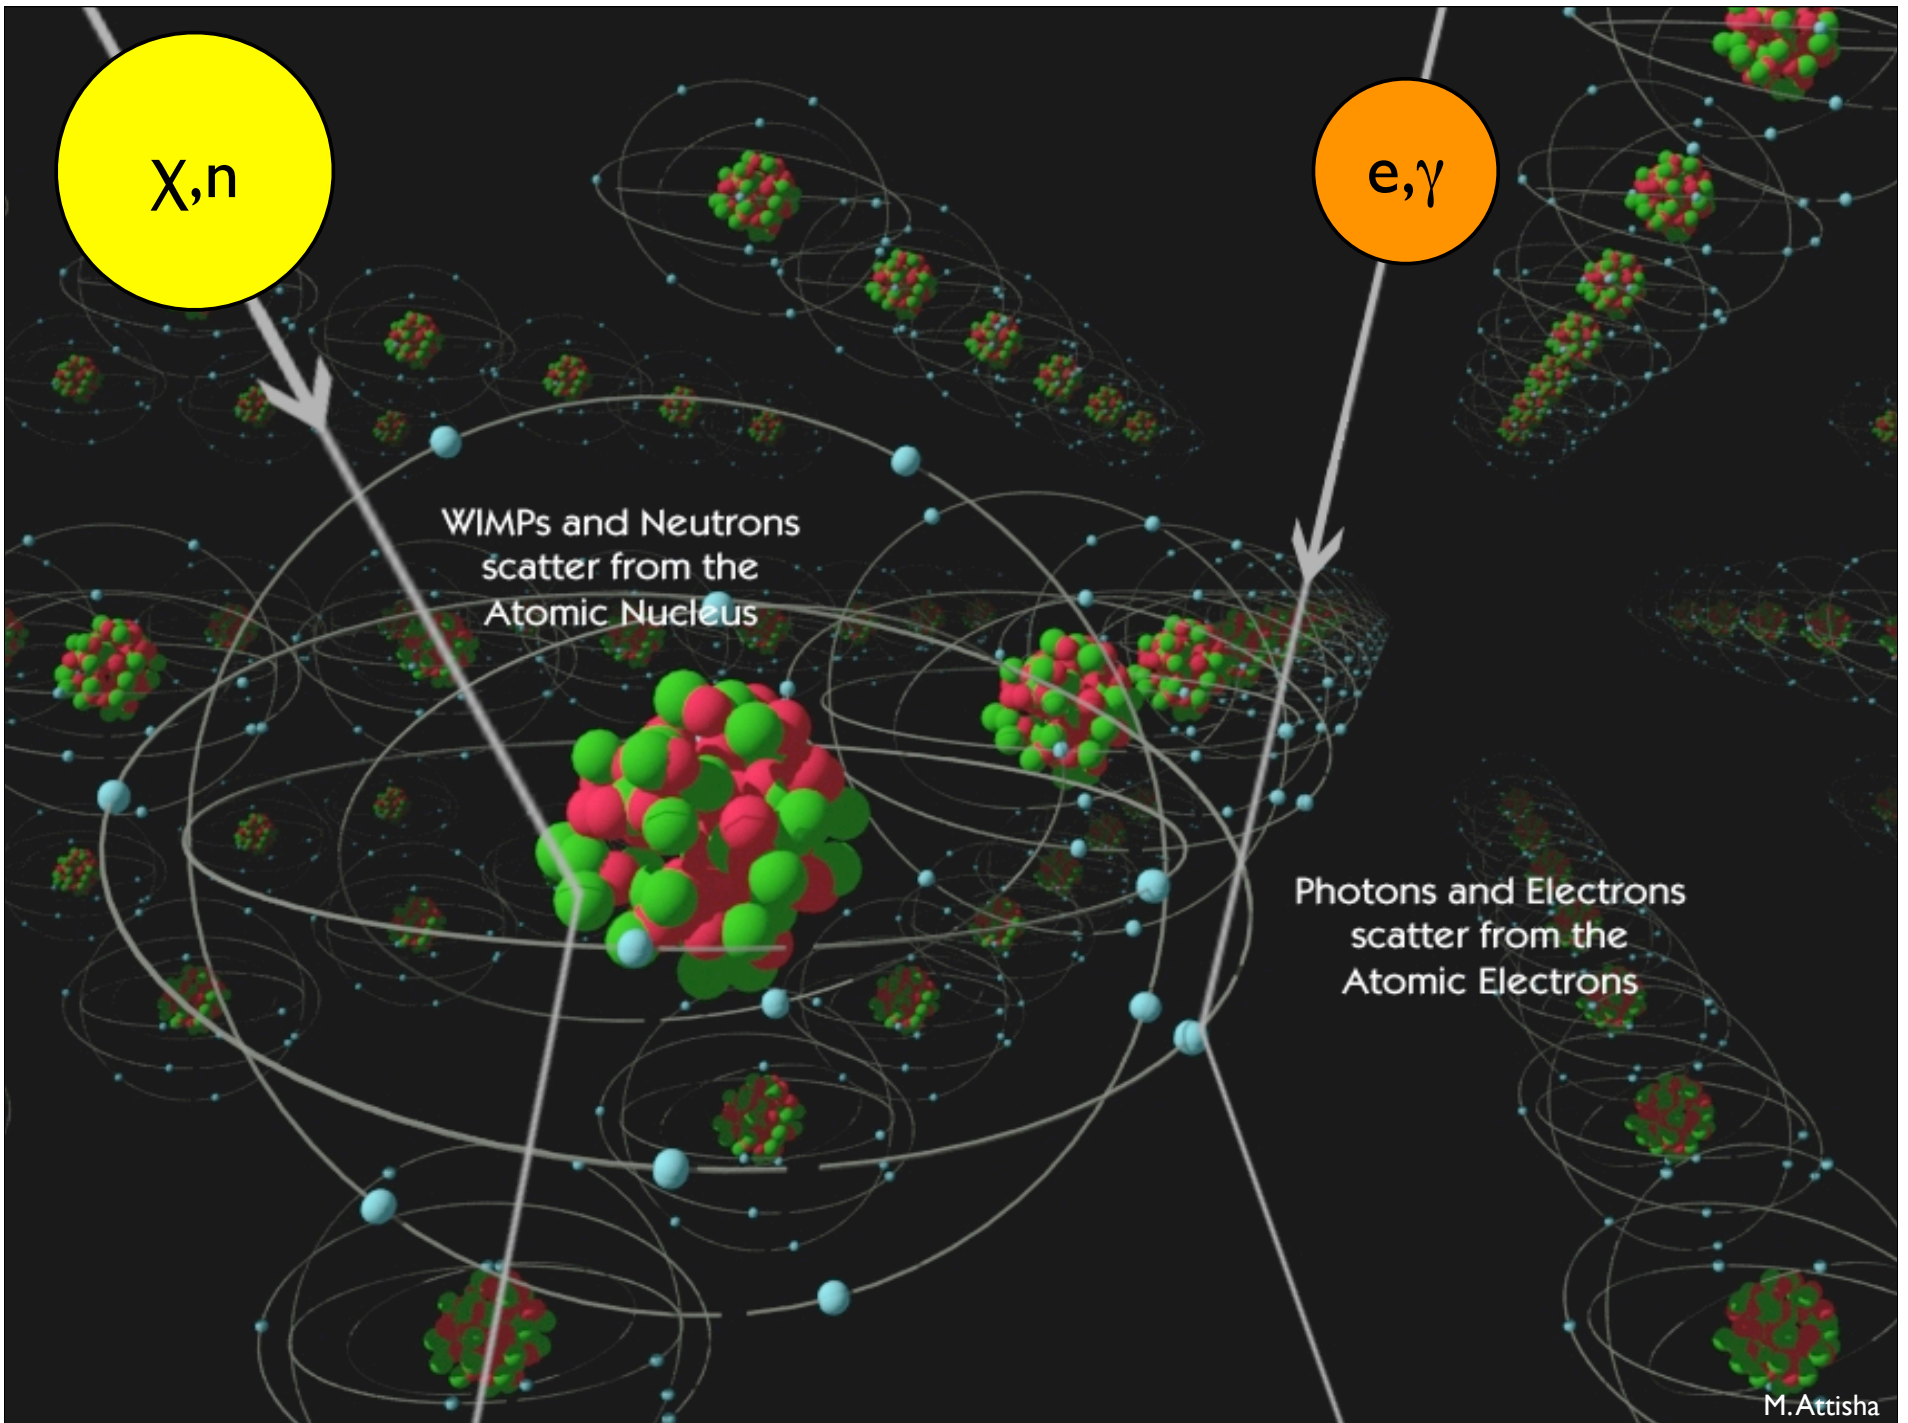 χ,n
e,γ
WIMPs and Neutrons
scatter from the
Atomic Nucleus
Photons and Electrons
scatter from the
Atomic Electrons
M. Attisha